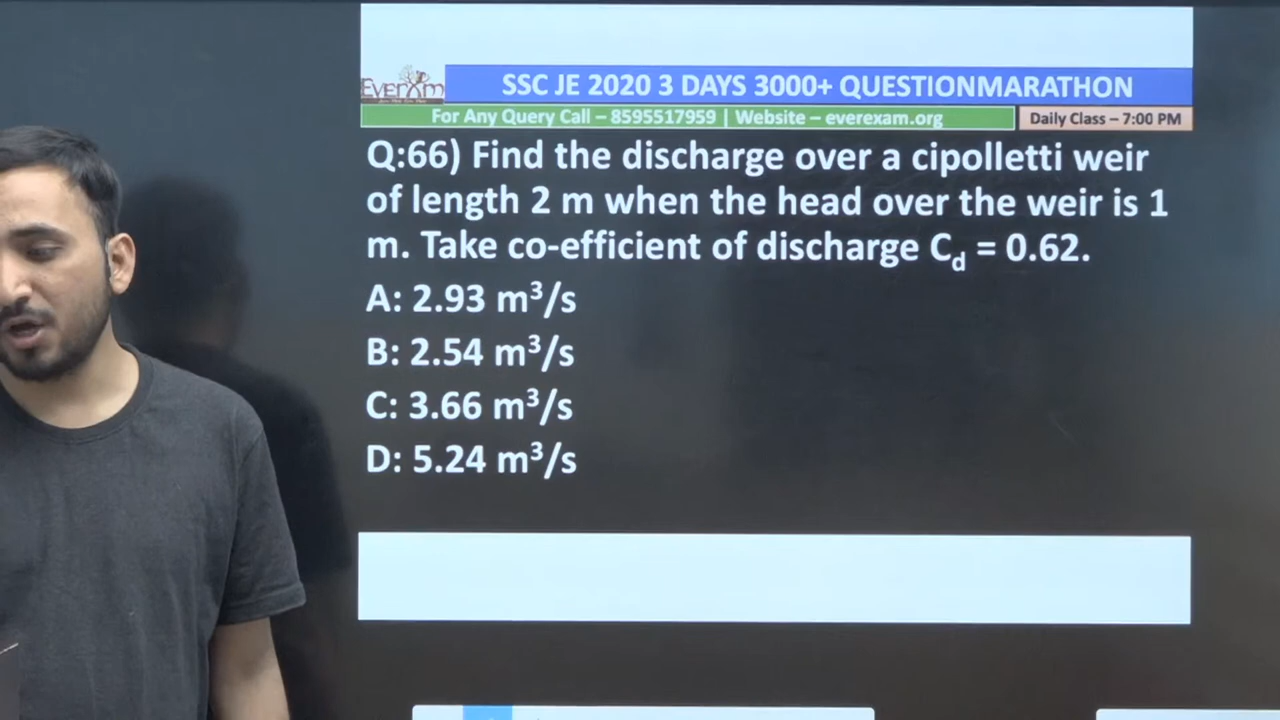 EverExm
SSC JE 2020 3 DAYS 3000+ QUESTIONMARATHON
For Any Query Call – 8595517959 | Website – everexam.org
Daily Class – 7:00 PM
Q:66) Find the discharge over a cipolletti weir
of length 2 m when the head over the weir is 1
m. Take co-efficient of discharge C_d = 0.62.
A: 2.93 m³/s
B: 2.54 m³/s
C: 3.66 m³/s
D: 5.24 m³/s